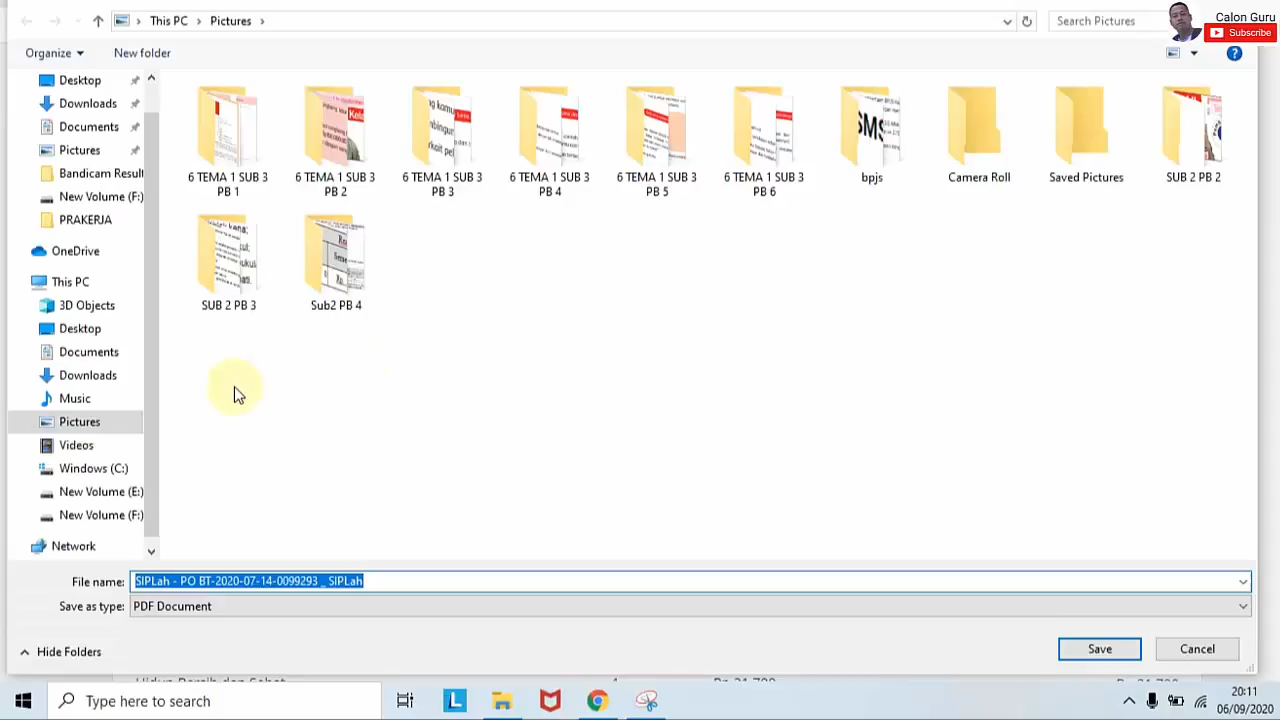 This PC > Pictures >
Search Pictures
Calon Guru
Subscribe
Organize
New folder
Desktop
Downloads
Documents
Pictures
Bandicam Result
New Volume (F:)
PRAKERJA
OneDrive
This PC
3D Objects
Desktop
Documents
Downloads
Music
Pictures
Videos
Windows (C:)
New Volume (E:)
New Volume (F:)
Network
6 TEMA 1 SUB 3 PB 1
6 TEMA 1 SUB 3 PB 2
6 TEMA 1 SUB 3 PB 3
6 TEMA 1 SUB 3 PB 4
6 TEMA 1 SUB 3 PB 5
6 TEMA 1 SUB 3 PB 6
bpjs
Camera Roll
Saved Pictures
SUB 2 PB 2
SUB 2 PB 3
Sub2 PB 4
File name: SIPLah - PO BT-2020-07-14-0099293 _ SIPLah
Save as type: PDF Document
Hide Folders
Save
Cancel
Type here to search
20:11
06/09/2020